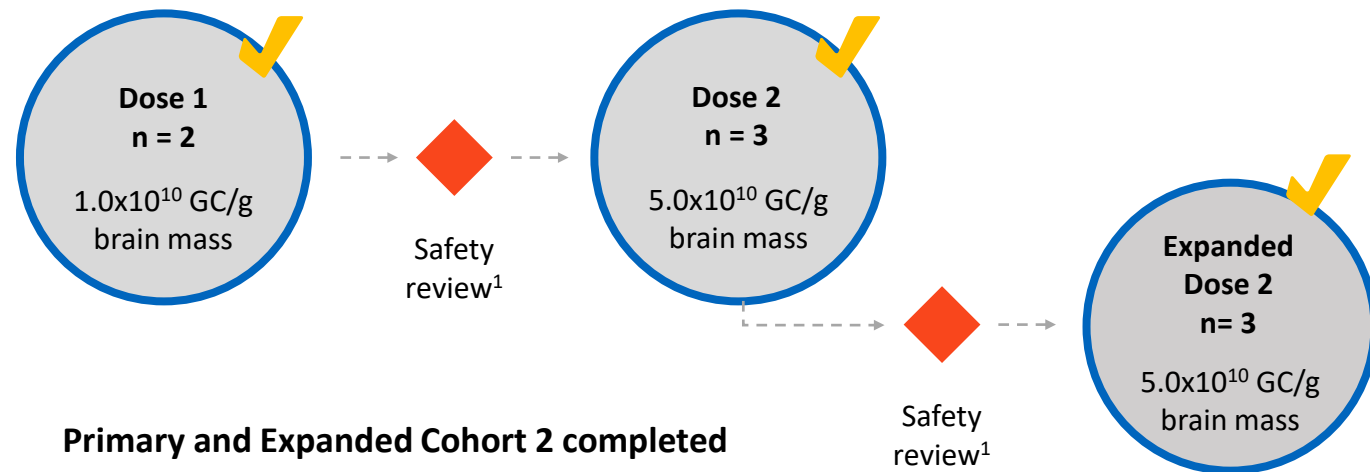 Dose 1
n = 2
1.0x10¹⁰ GC/g
brain mass
Safety
review¹
Dose 2
n = 3
5.0x10¹⁰ GC/g
brain mass
Safety
review¹
Expanded
Dose 2
n= 3
5.0x10¹⁰ GC/g
brain mass
Primary and Expanded Cohort 2 completed